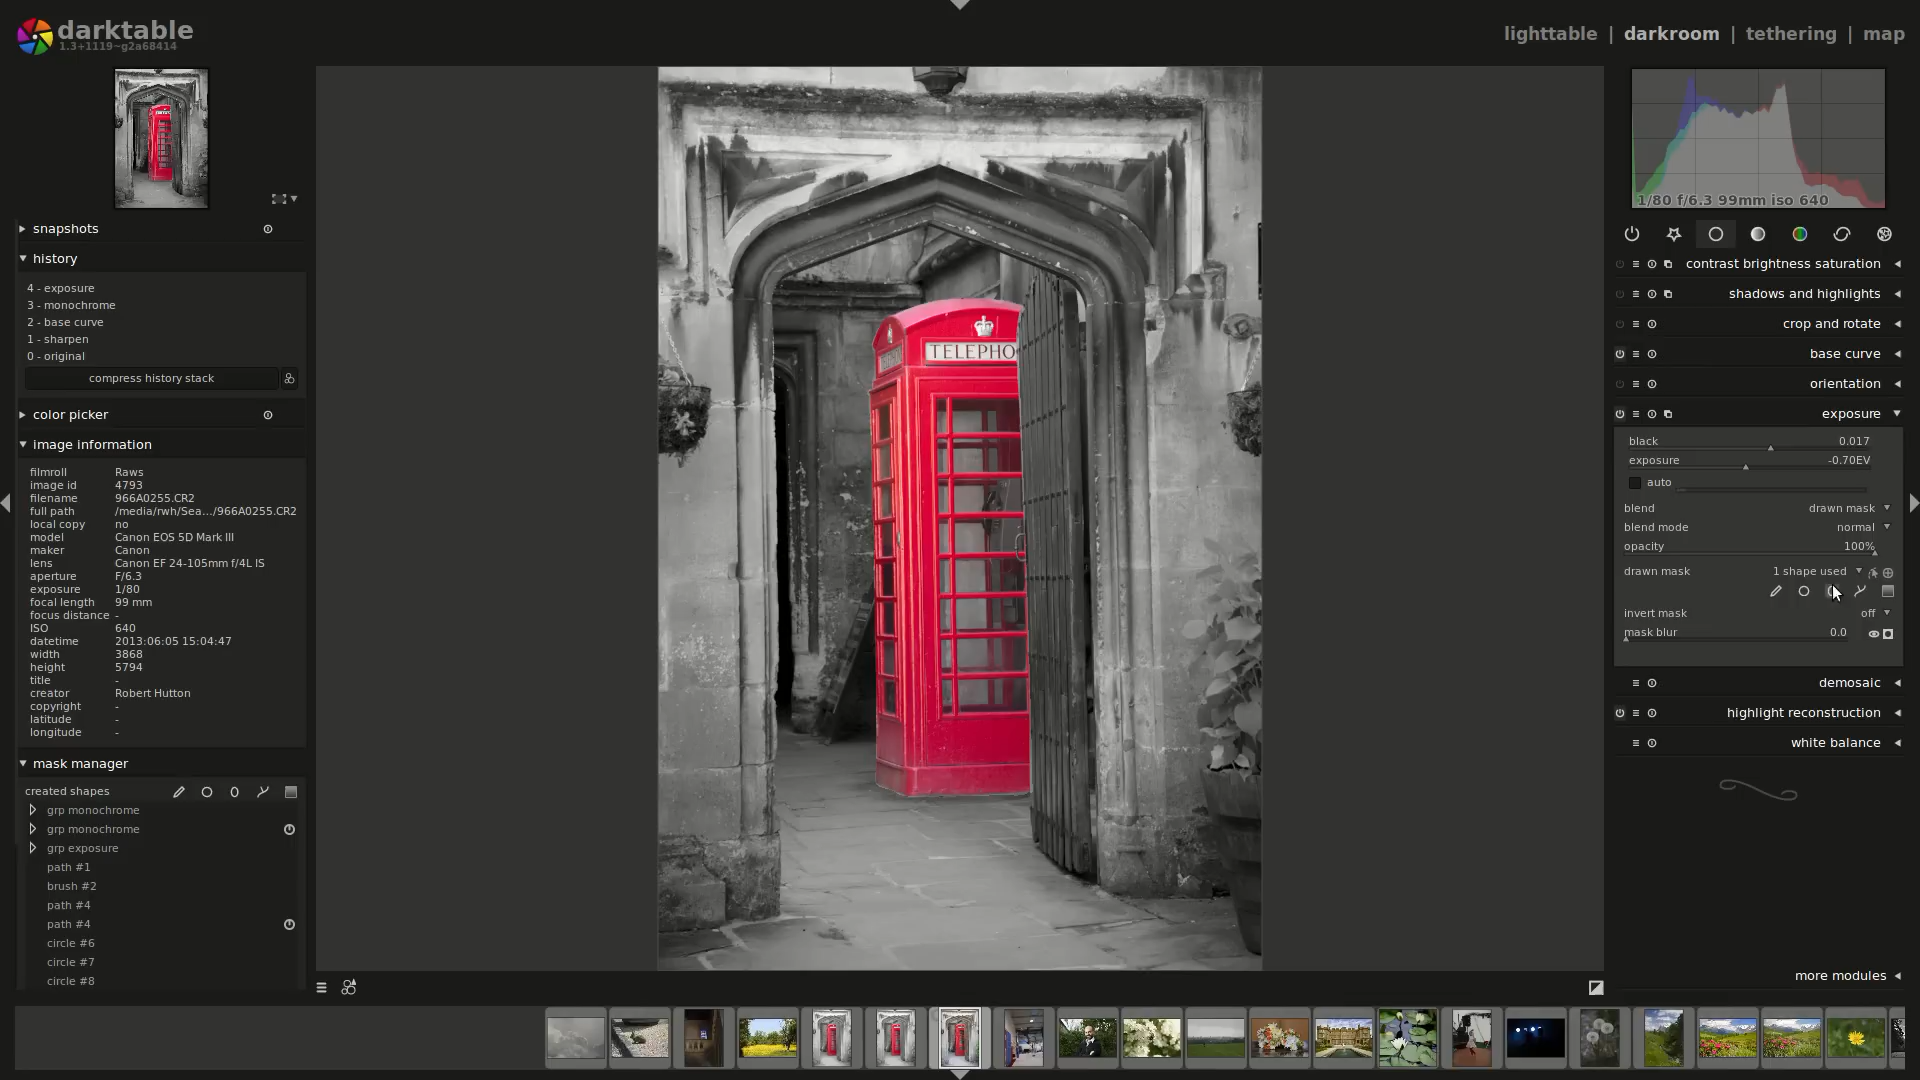 darktable
1.3+1119~g2a68414
lighttable | darkroom | tethering | map
snapshots
history
4 - exposure
3 - monochrome
2 - base curve
1 - sharpen
0 - original
compress history stack
color picker
image information
filmroll Raws
image id 4793
filename 966A0255.CR2
full path /media/rwh/Sea.../966A0255.CR2
local copy no
model Canon EOS 5D Mark III
maker Canon
lens Canon EF 24-105mm f/4L IS
aperture F/6.3
exposure 1/80
focal length 99 mm
focus distance -
ISO 640
datetime 2013:06:05 15:04:47
width 3868
height 5794
title -
creator Robert Hutton
copyright -
latitude -
longitude -
mask manager
created shapes
grp monochrome
grp monochrome
grp exposure
path #1
brush #2
path #4
path #4
circle #6
circle #7
circle #8
TELEPHO
1/80 f/6.3 99mm iso 640
contrast brightness saturation
shadows and highlights
crop and rotate
base curve
orientation
exposure
black 0.017
exposure -0.70EV
auto
blend drawn mask
blend mode normal
opacity 100%
drawn mask 1 shape used
invert mask off
mask blur 0.0
demosaic
highlight reconstruction
white balance
more modules